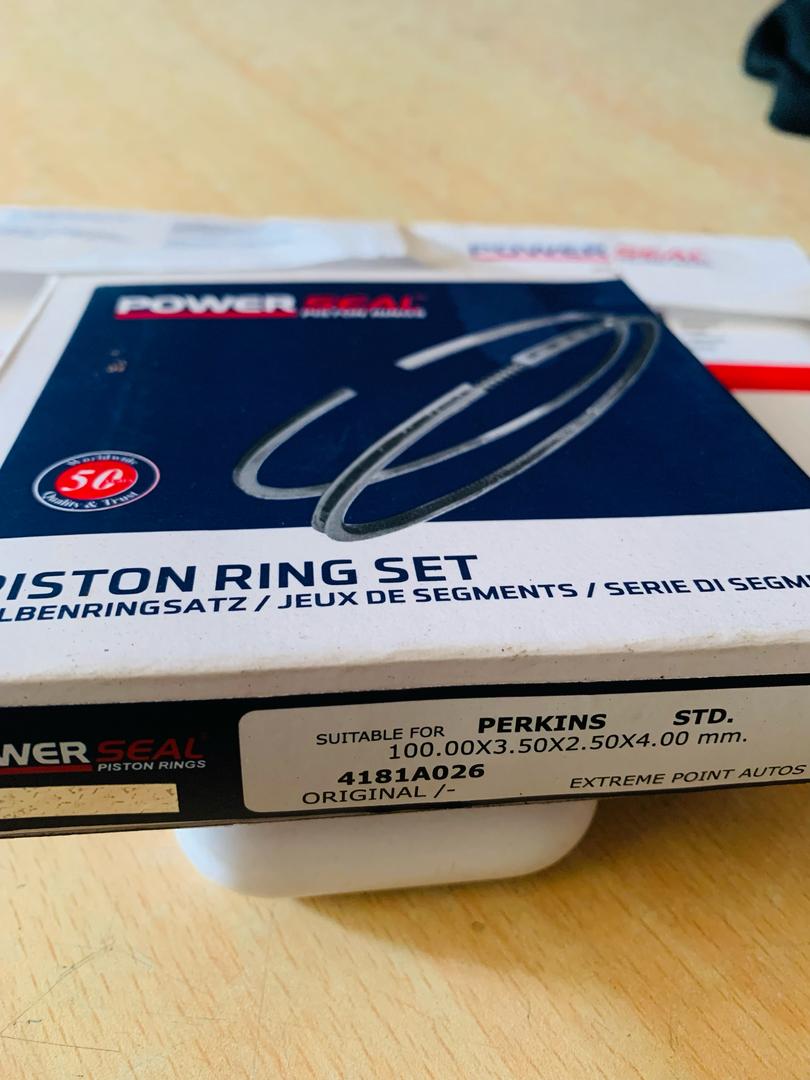 POWER SEAL
POWER SEAL
PISTON RINGS
Worldwide
50
Quality & Trust
PISTON RING SET
LBENRINGSATZ / JEUX DE SEGMENTS / SERIE DI SEGM
WER SEAL
PISTON RINGS
SUITABLE FOR PERKINS STD.
100.00X3.50X2.50X4.00 mm.
4181A026
ORIGINAL /-
EXTREME POINT AUTOS